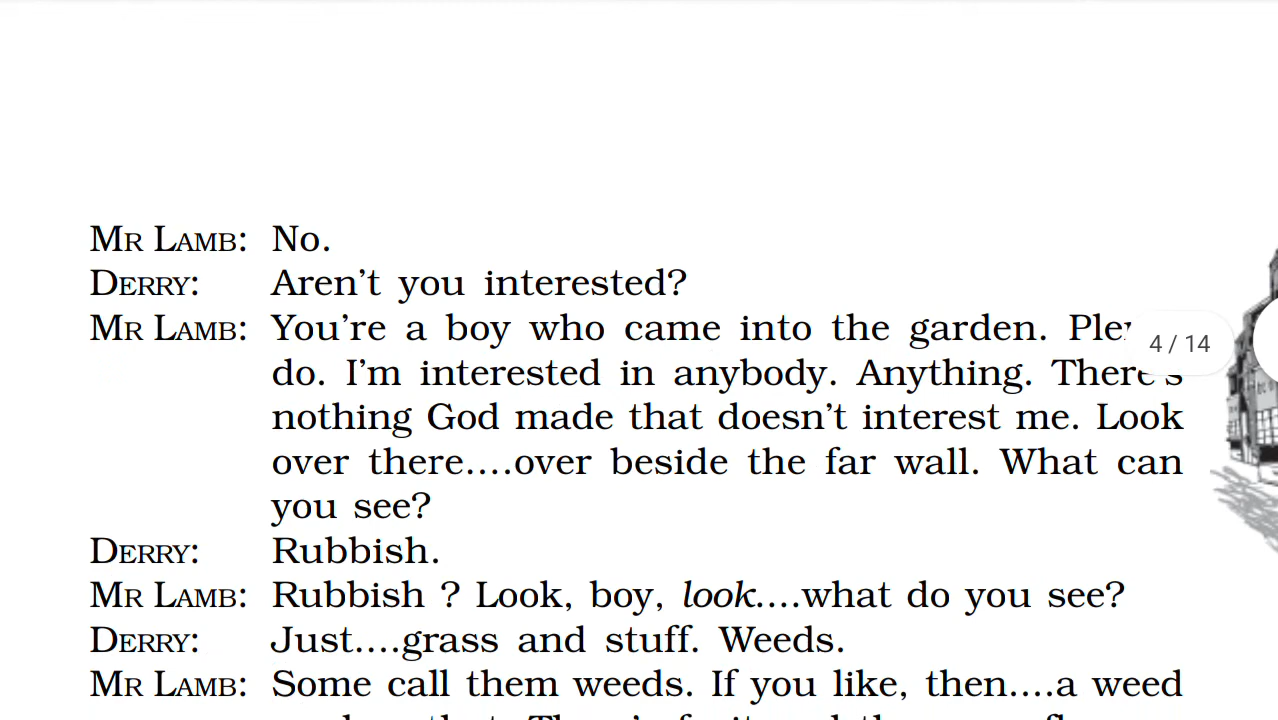 MR LAMB: No.
DERRY: Aren't you interested?
MR LAMB: You're a boy who came into the garden.
4 / 14
do. I'm interested in anybody. Anything. There's
nothing God made that doesn't interest me. Look
over there....over beside the far wall. What can
you see?
DERRY: Rubbish.
MR LAMB: Rubbish ? Look, boy, look....what do you see?
DERRY: Just....grass and stuff. Weeds.
MR LAMB: Some call them weeds. If you like, then....a weed